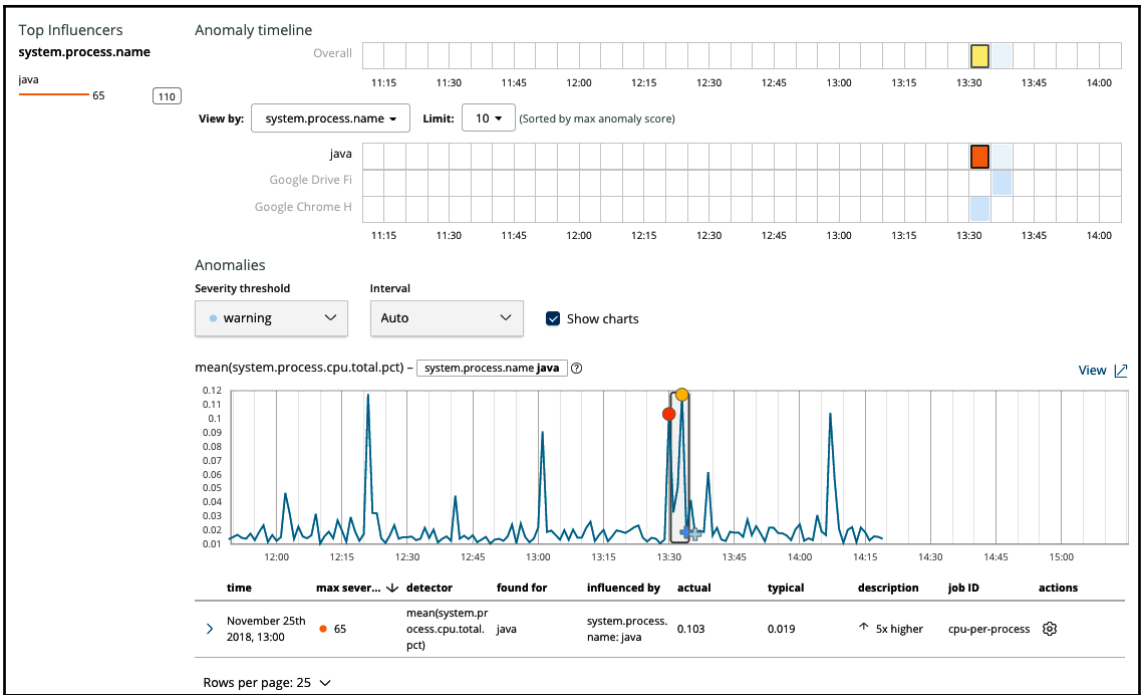 Top Influencers
system.process.name
java
65 110
Anomaly timeline
Overall
11:15 11:30 11:45 12:00 12:15 12:30 12:45 13:00 13:15 13:30 13:45 14:00
View by: system.process.name Limit: 10 (Sorted by max anomaly score)
java
Google Drive Fi
Google Chrome H
11:15 11:30 11:45 12:00 12:15 12:30 12:45 13:00 13:15 13:30 13:45 14:00
Anomalies
Severity threshold Interval
warning Auto Show charts
mean(system.process.cpu.total.pct) – system.process.name java ? View
0.12
0.11
0.1
0.09
0.08
0.07
0.06
0.05
0.04
0.03
0.02
0.01
12:00 12:15 12:30 12:45 13:00 13:15 13:30 13:45 14:00 14:15 14:30 14:45 15:00
time max sever... detector found for influenced by actual typical description job ID actions
November 25th 2018, 13:00 65 mean(system.pr ocess.cpu.total. pct) java system.process. name: java 0.103 0.019 5x higher cpu-per-process
Rows per page: 25